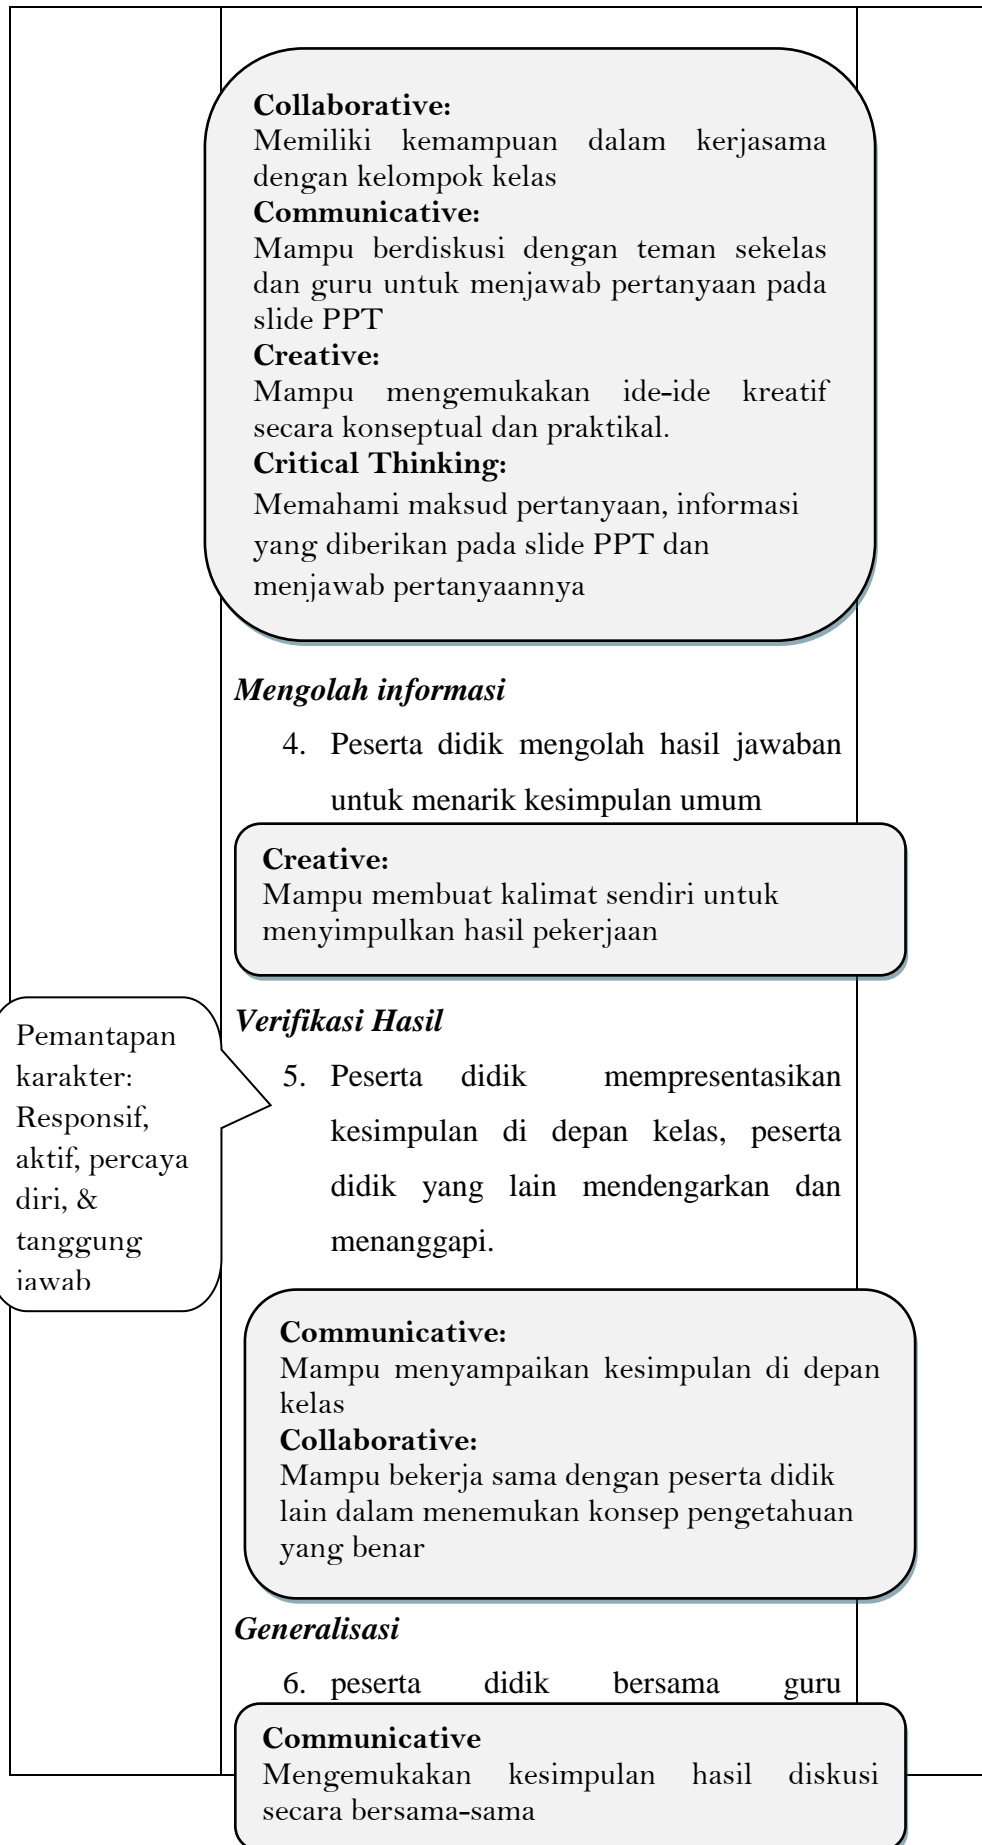 Collaborative:
Memiliki kemampuan dalam kerjasama
dengan kelompok kelas
Communicative:
Mampu berdiskusi dengan teman sekelas
dan guru untuk menjawab pertanyaan pada
slide PPT
Creative:
Mampu mengemukakan ide-ide kreatif
secara konseptual dan praktikal.
Critical Thinking:
Memahami maksud pertanyaan, informasi
yang diberikan pada slide PPT dan
menjawab pertanyaannya
Mengolah informasi
4. Peserta didik mengolah hasil jawaban
untuk menarik kesimpulan umum
Creative:
Mampu membuat kalimat sendiri untuk
menyimpulkan hasil pekerjaan
Pemantapan
karakter:
Responsif,
aktif, percaya
diri, &
tanggung
jawab
Verifikasi Hasil
5. Peserta didik mempresentasikan
kesimpulan di depan kelas, peserta
didik yang lain mendengarkan dan
menanggapi.
Communicative:
Mampu menyampaikan kesimpulan di depan
kelas
Collaborative:
Mampu bekerja sama dengan peserta didik
lain dalam menemukan konsep pengetahuan
yang benar
Generalisasi
6. peserta didik bersama guru
Communicative
Mengemukakan kesimpulan hasil diskusi
secara bersama-sama